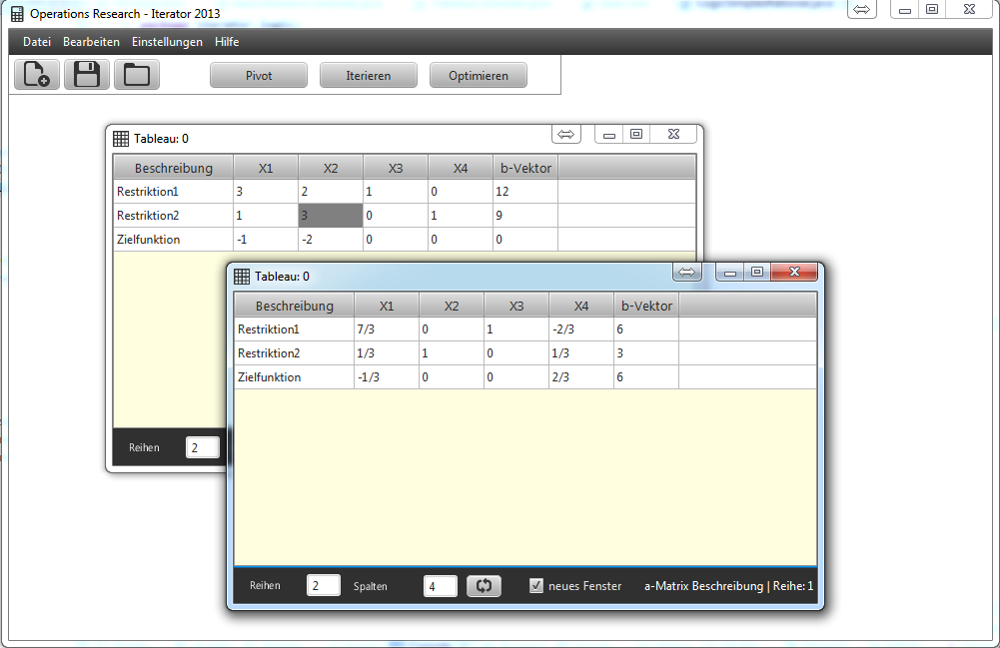 Operations Research - Iterator 2013
Datei Bearbeiten Einstellungen Hilfe
Pivot Iterieren Optimieren
Tableau: 0
Beschreibung X1 X2 X3 X4 b-Vektor
Restriktion1 3 2 1 0 12
Restriktion2 1 3 0 1 9
Zielfunktion -1 -2 0 0 0
Reihen 2
Tableau: 0
Beschreibung X1 X2 X3 X4 b-Vektor
Restriktion1 7/3 0 1 -2/3 6
Restriktion2 1/3 1 0 1/3 3
Zielfunktion -1/3 0 0 2/3 6
Reihen 2 Spalten 4 neues Fenster a-Matrix Beschreibung | Reihe: 1